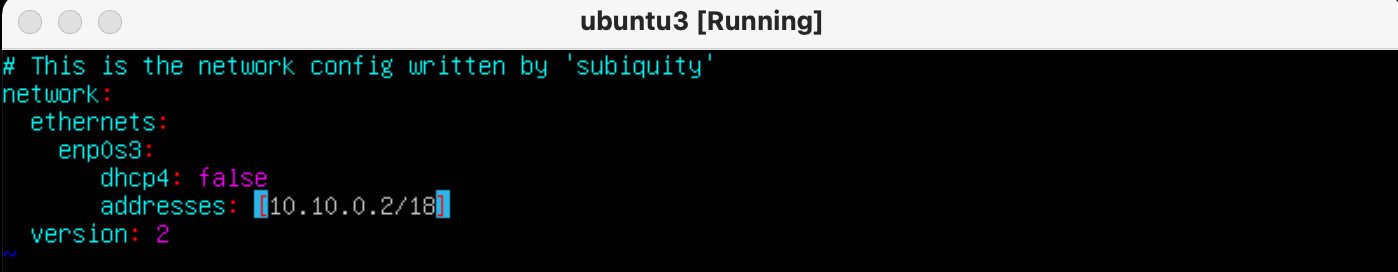 ubuntu3 [Running]
# This is the network config written by 'subiquity'
network:
  ethernets:
    enp0s3:
       dhcp4: false
       addresses: [10.10.0.2/18]
  version: 2
~